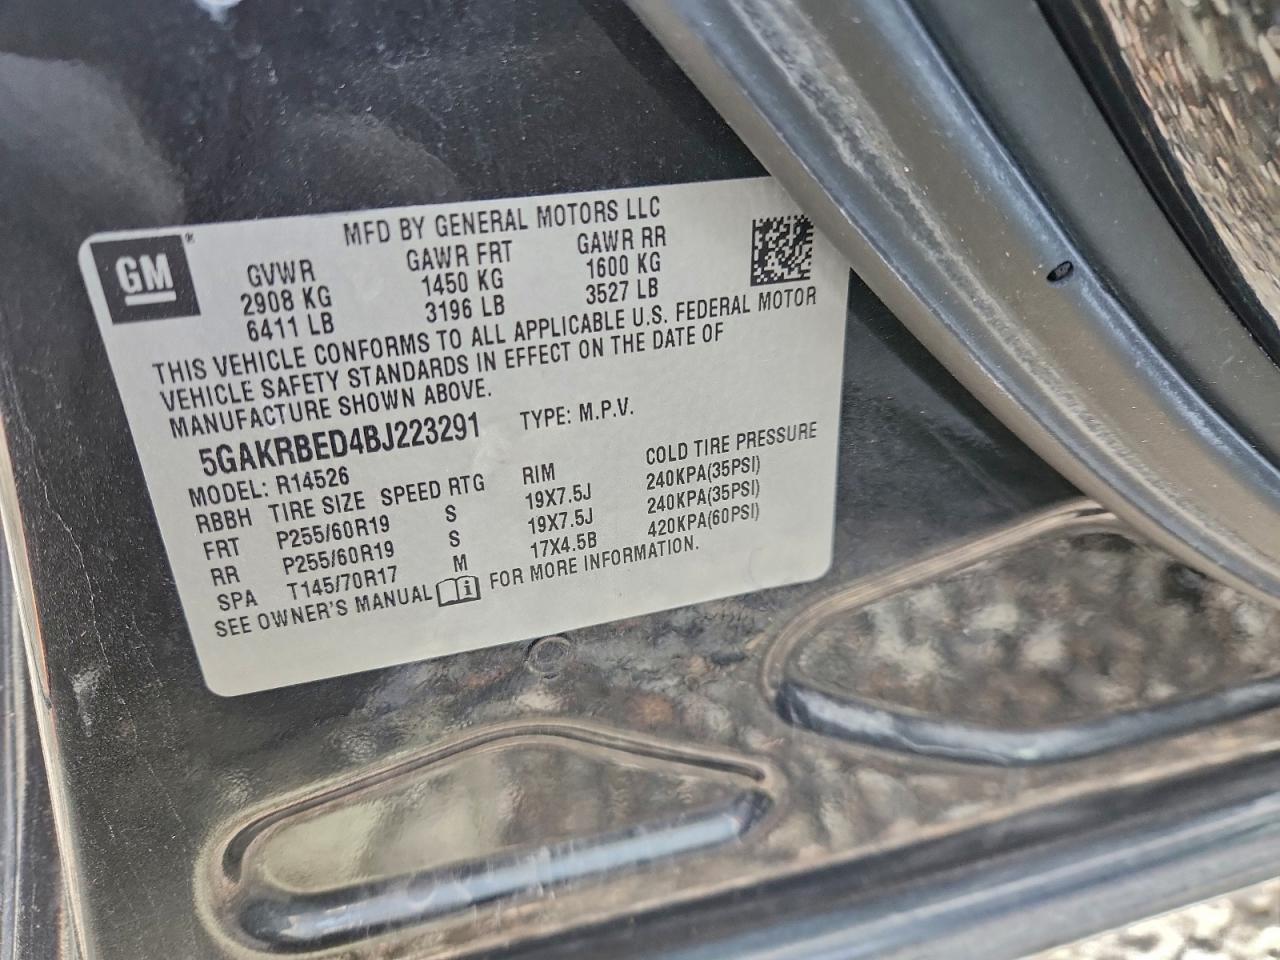 GM®
MFD BY GENERAL MOTORS LLC
GVWR GAWR FRT GAWR RR
2908 KG 1450 KG 1600 KG
6411 LB 3196 LB 3527 LB
THIS VEHICLE CONFORMS TO ALL APPLICABLE U.S. FEDERAL MOTOR
VEHICLE SAFETY STANDARDS IN EFFECT ON THE DATE OF
MANUFACTURE SHOWN ABOVE.
5GAKRBED4BJ223291 TYPE: M.P.V.
MODEL: R14526
RBBH TIRE SIZE SPEED RTG RIM COLD TIRE PRESSURE
FRT P255/60R19 S 19X7.5J 240KPA(35PSI)
RR P255/60R19 S 19X7.5J 240KPA(35PSI)
SPA T145/70R17 M 17X4.5B 420KPA(60PSI)
SEE OWNER'S MANUAL i FOR MORE INFORMATION.